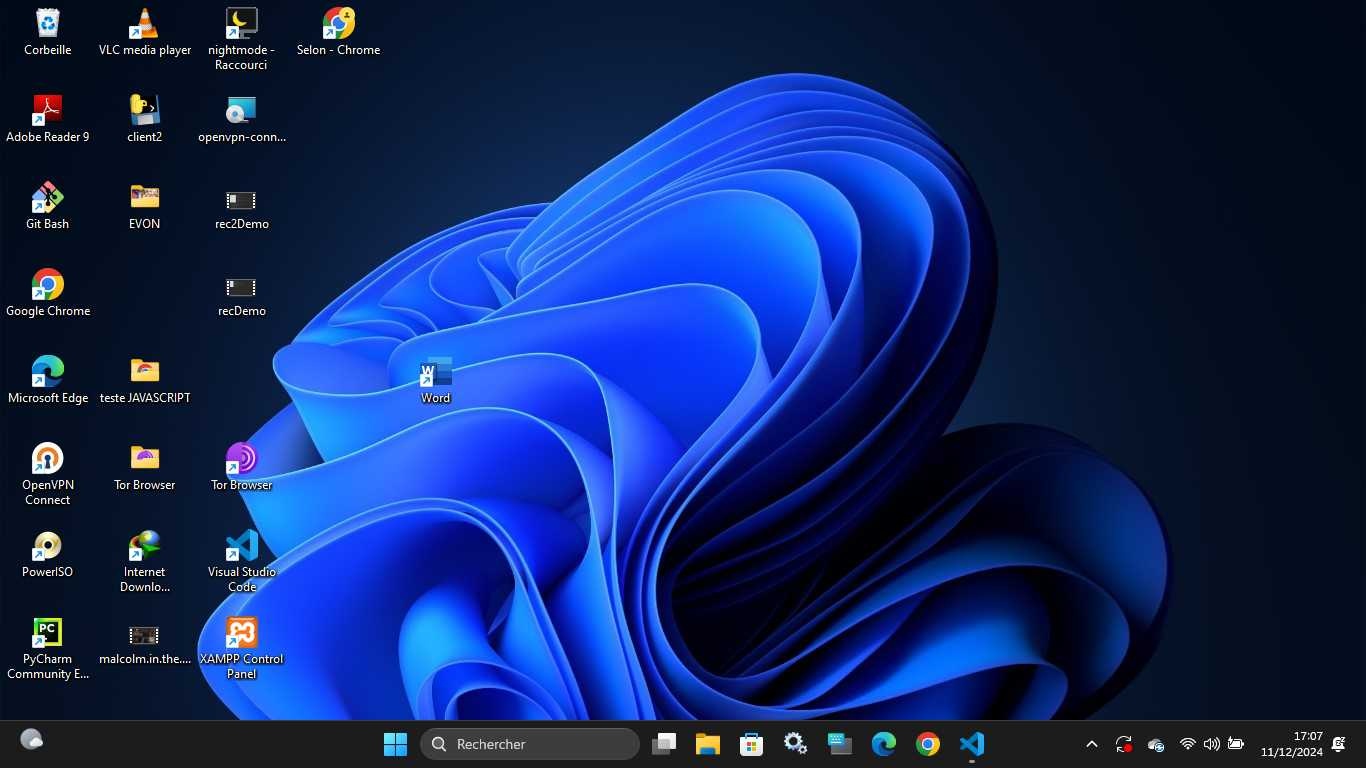 Corbeille
VLC media player
nightmode -
Raccourci
Selon - Chrome
Adobe Reader 9
client2
openvpn-conn...
Git Bash
EVON
rec2Demo
Google Chrome
recDemo
Microsoft Edge
teste JAVASCRIPT
W
Word
OpenVPN
Connect
Tor Browser
Tor Browser
PowerISO
Internet
Downlo...
Visual Studio
Code
PC
PyCharm
Community E...
malcolm.in.the....
XAMPP Control
Panel
Rechercher
17:07
11/12/2024